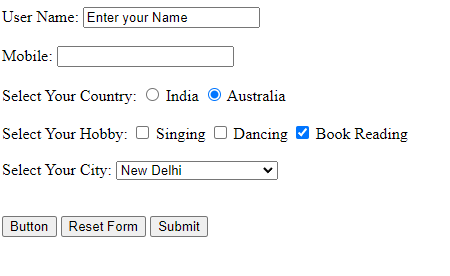 User Name: Enter your Name
Mobile:
Select Your Country: India Australia
Select Your Hobby: Singing Dancing Book Reading
Select Your City: New Delhi
Button Reset Form Submit